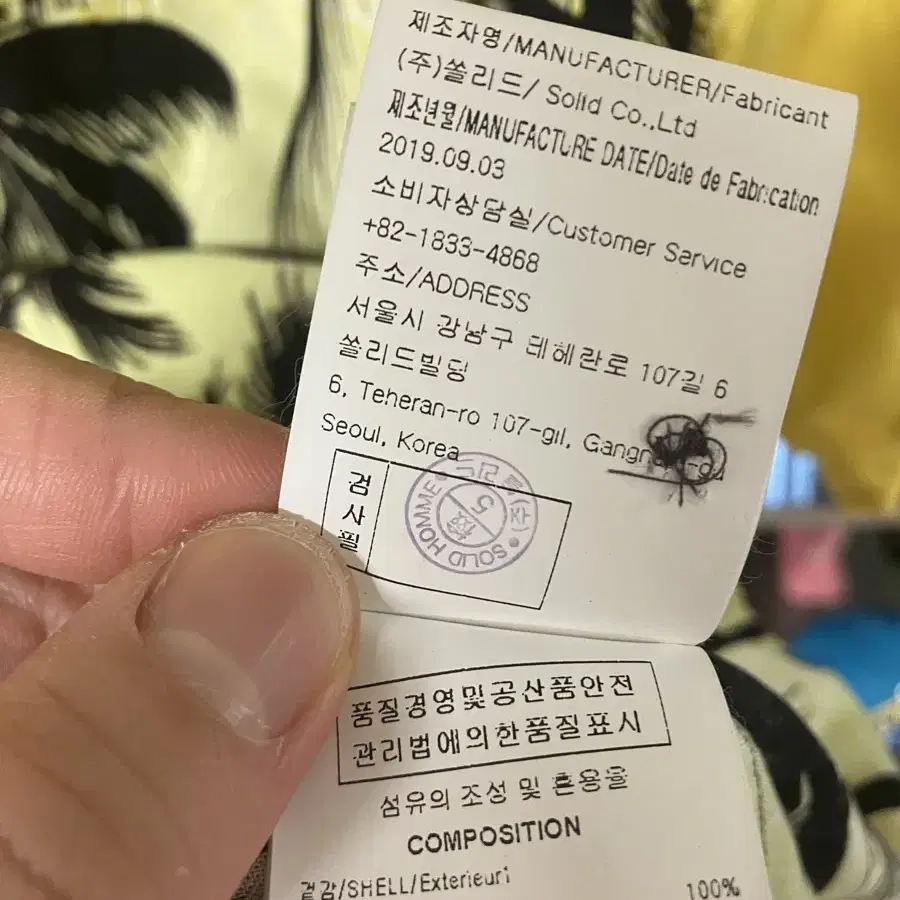 제조자명/MANUFACTURER/Fabricant
(주)쏠리드/ Solid Co.,Ltd
제조년월/MANUFACTURE DATE/Date de Fabrication
2019.09.03
소비자상담실/Customer Service
+82-1833-4868
주소/ADDRESS
서울시 강남구 테헤란로 107길 6
쏠리드빌딩
6, Teheran-ro 107-gil,
Seoul, Korea
검사필
SOLID HOMME
5
품질경영및공산품안전
관리법에의한품질표시
섬유의 조성 및 혼용율
COMPOSITION
겉감/SHELL/Exterieuri 100%